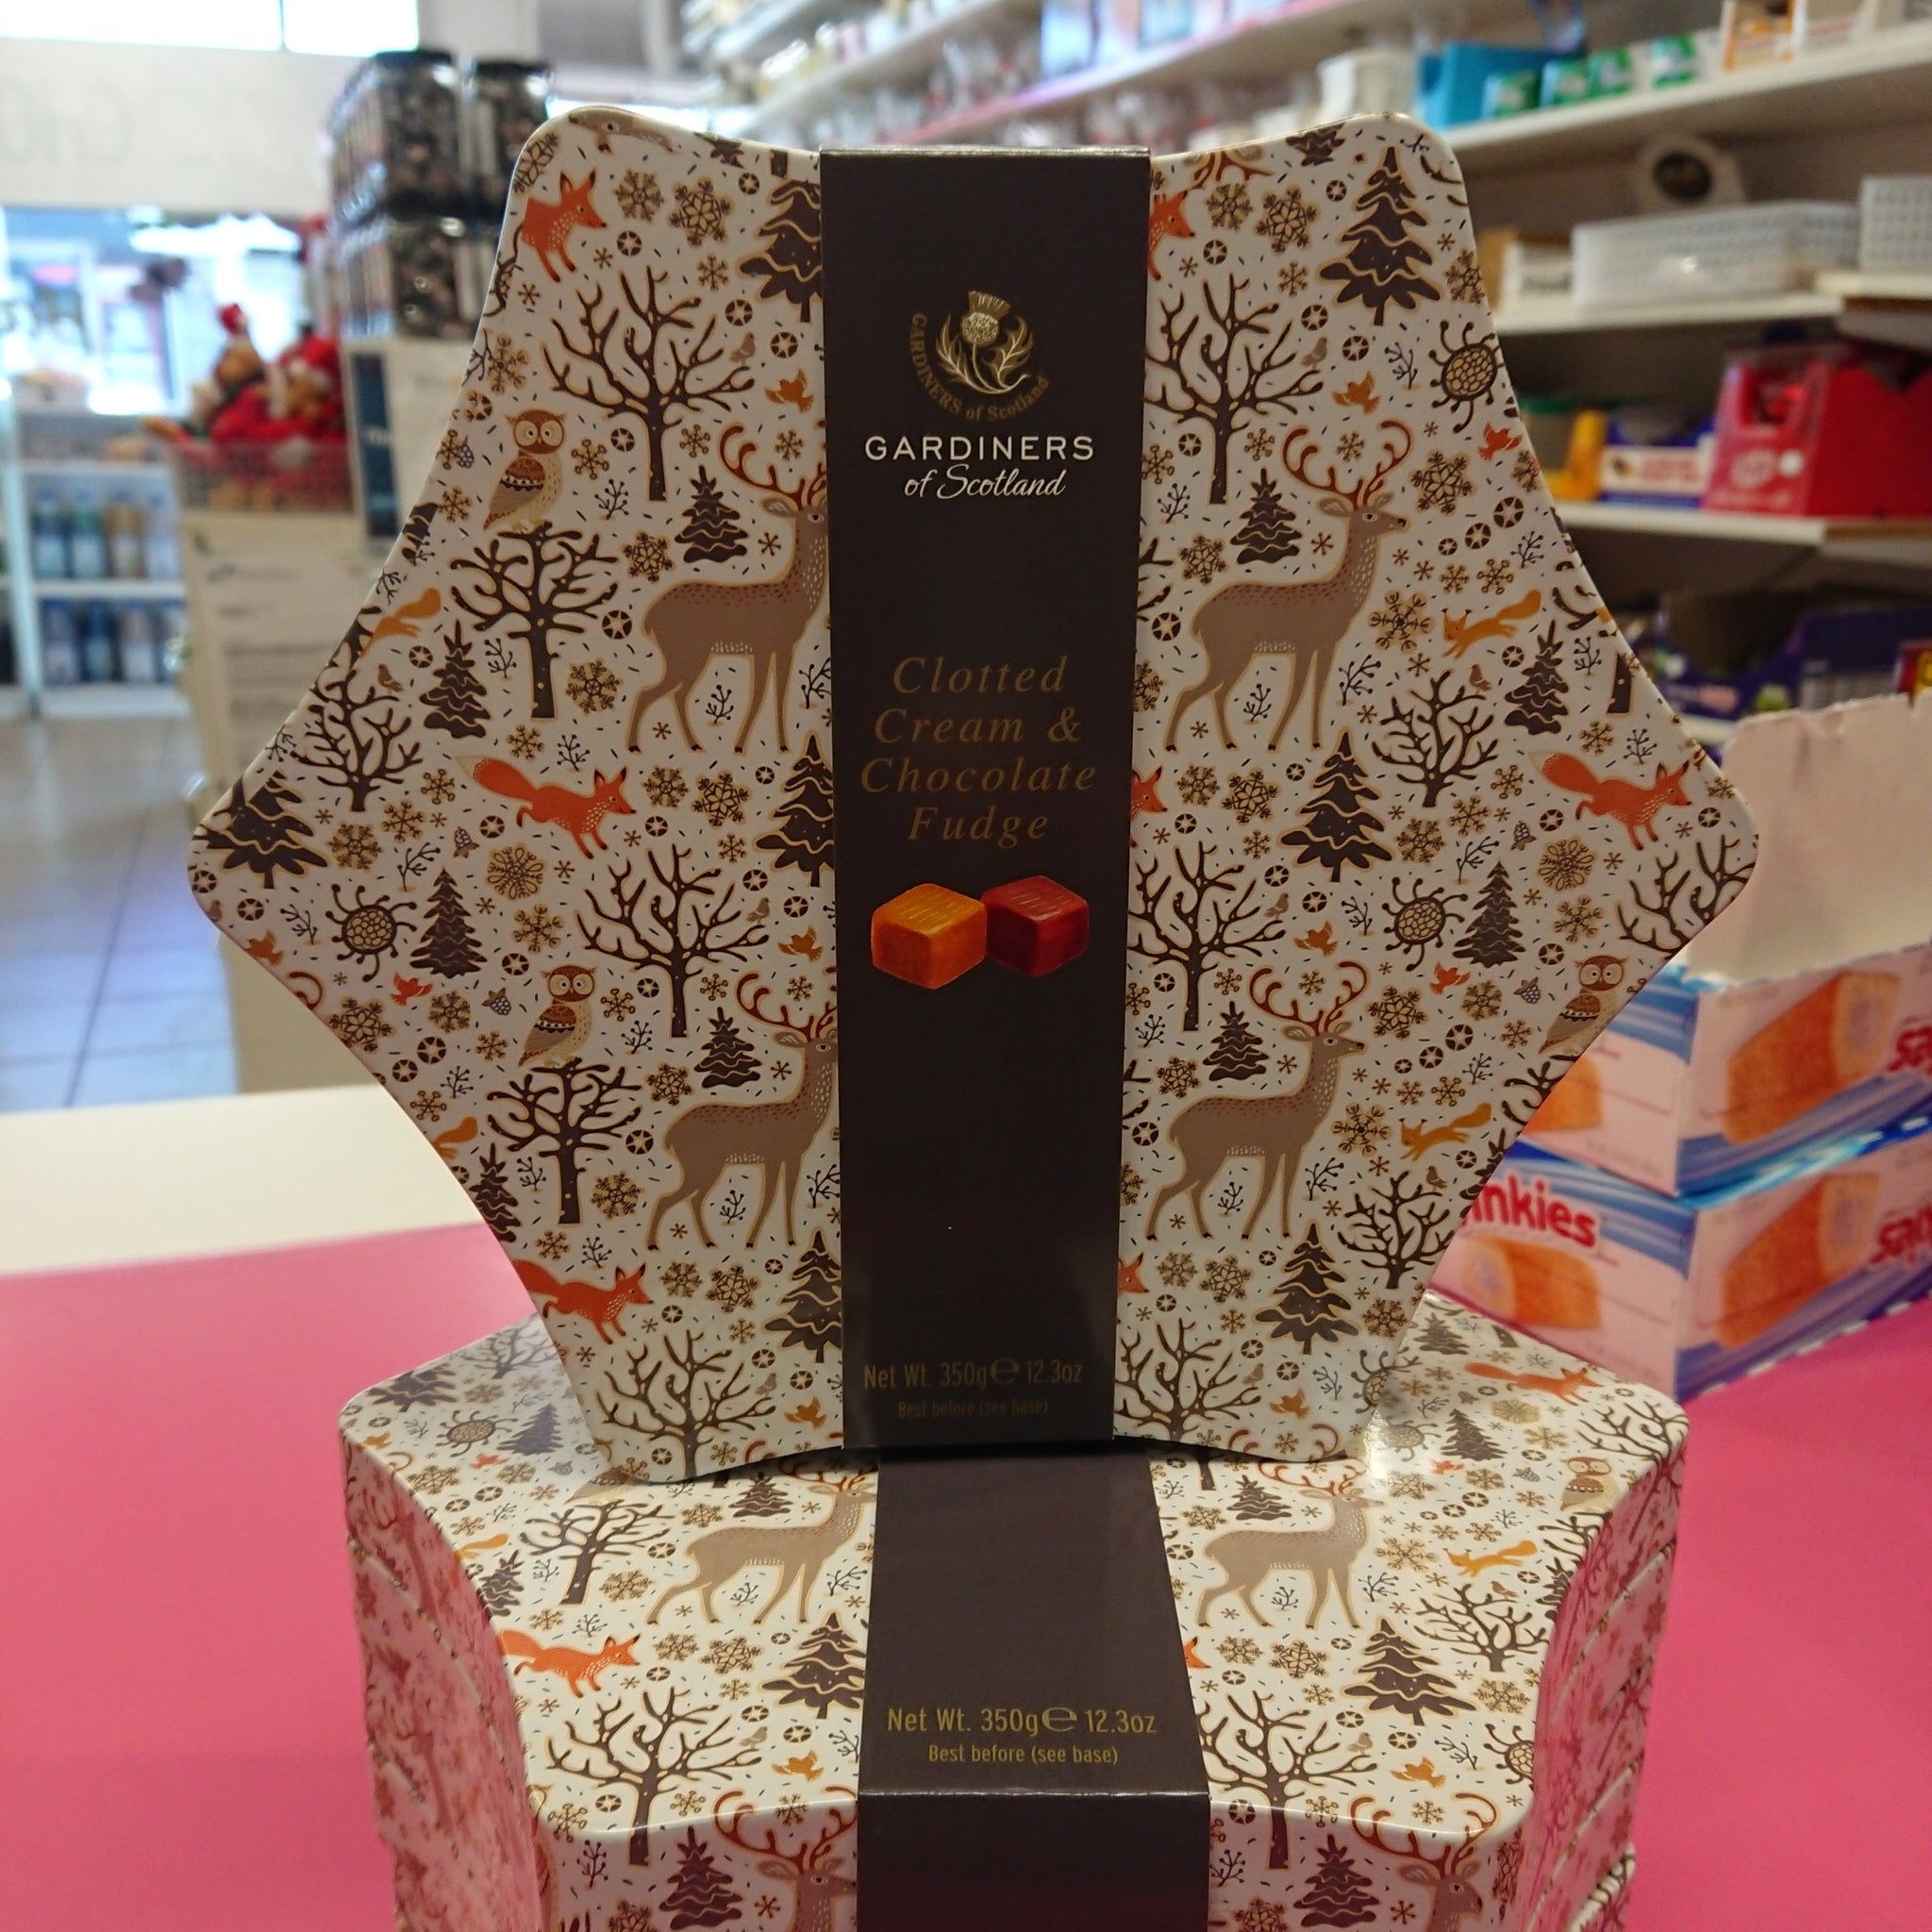 GARDINERS of Scotland
GARDINERS
of Scotland
Clotted
Cream &
Chocolate
Fudge
Net Wt. 350g℮ 12.3oz
Best before (see base)
Net Wt. 350g℮ 12.3oz
Best before (see base)